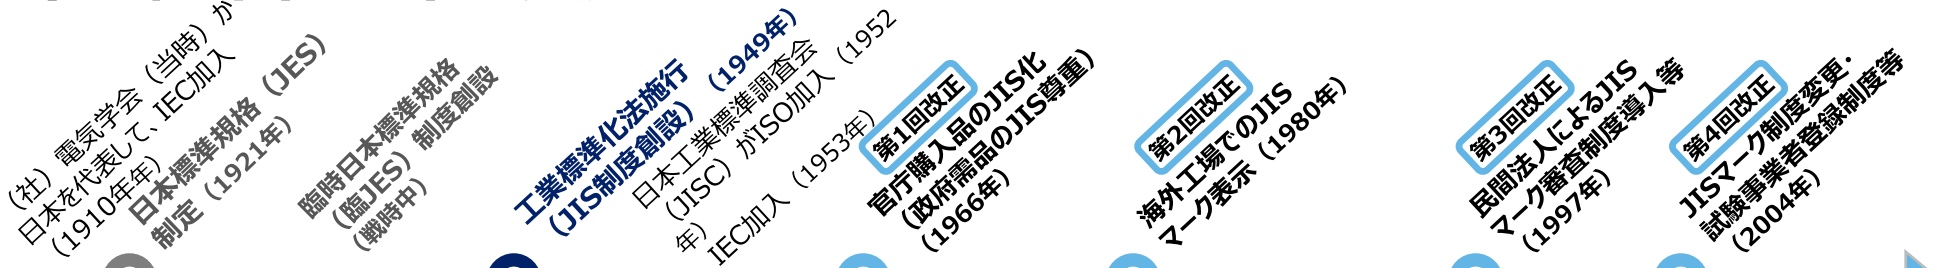 （社）電気学会（当時）が
日本を代表して、IEC加入
（1910年年）
日本標準規格（JES）
制定（1921年）
臨時日本標準規格
（臨JES）制度創設
（戦時中）
工業標準化法施行
（JIS制度創設）（1949年）
日本工業標準調査会
（JISC）がISO加入（1952
年）
IEC加入（1953年）
第1回改正
官庁購入品のJIS化
（政府需品のJIS尊重）
（1966年）
第2回改正
海外工場でのJIS
マーク表示（1980年）
第3回改正
民間法人によるJIS
マーク審査制度導入等
（1997年）
第4回改正
JISマーク制度変更・
試験事業者登録制度等
（2004年）